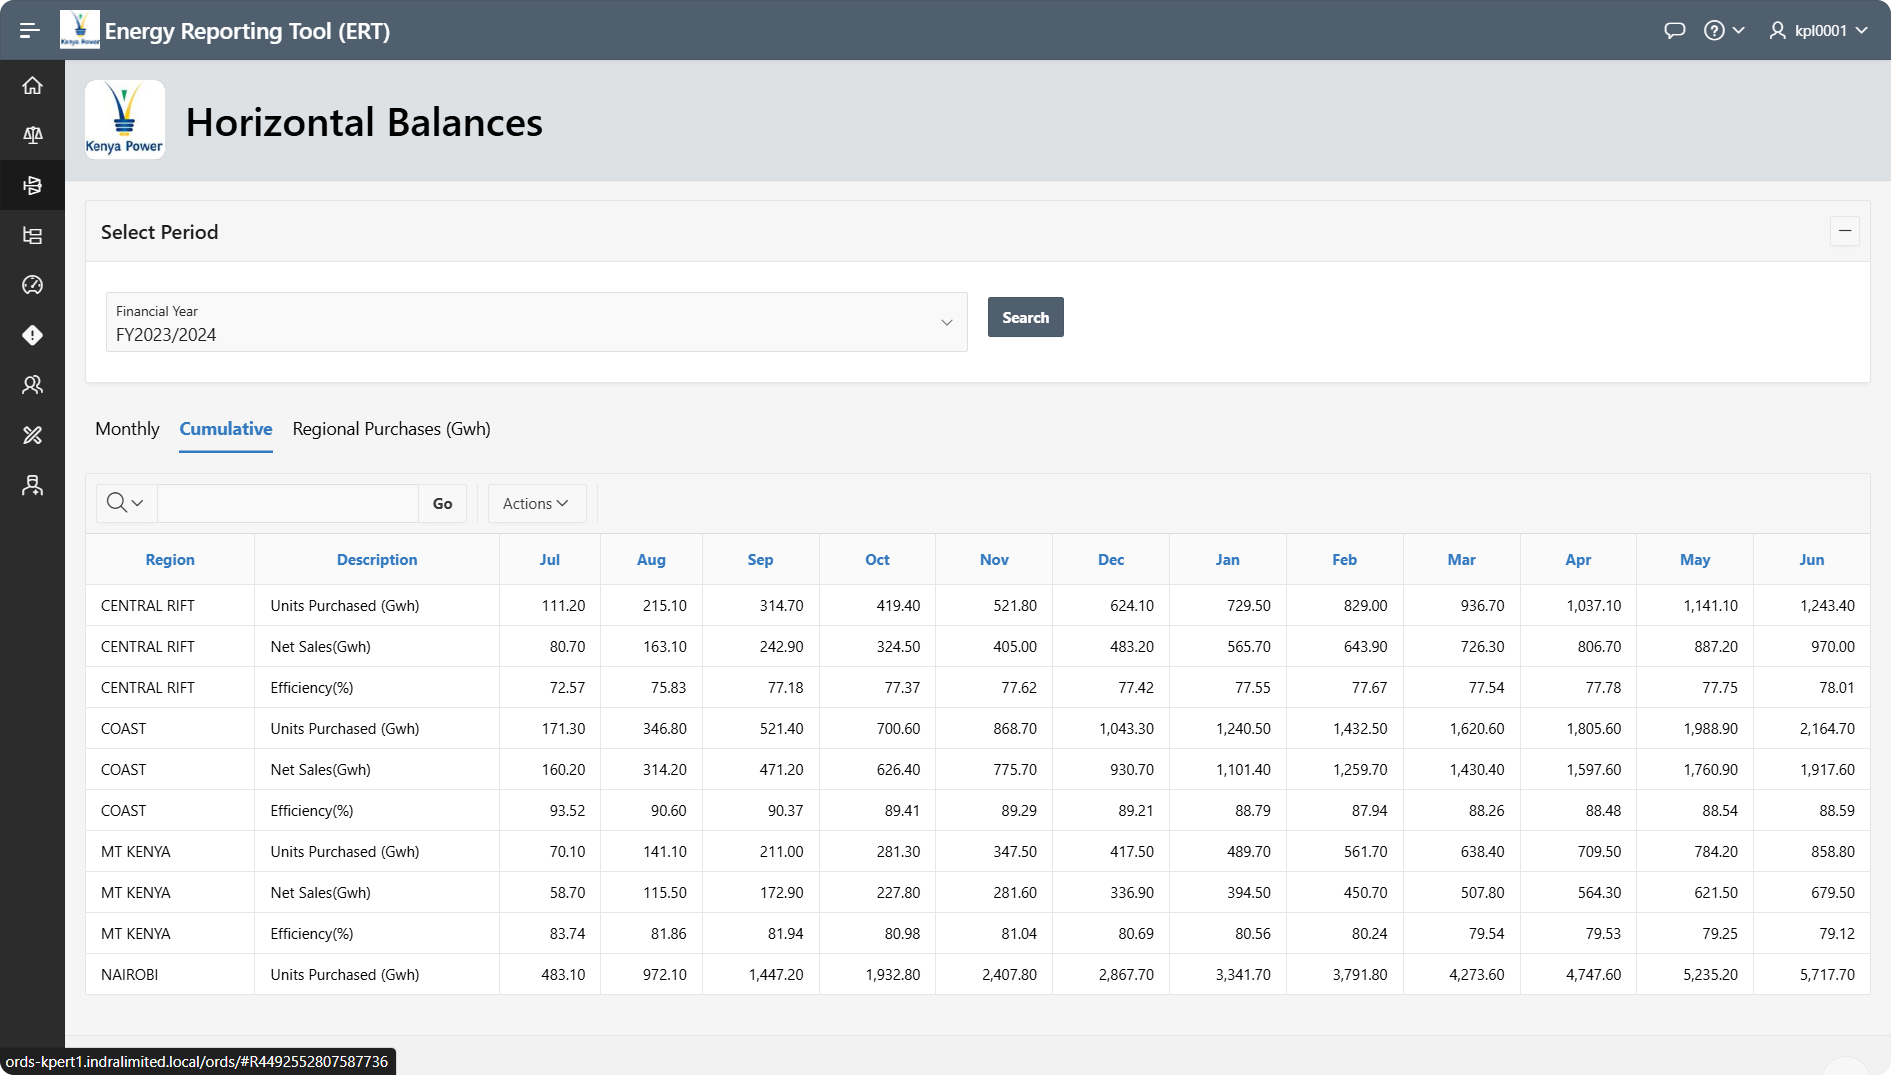 Kenya Power Energy Reporting Tool (ERT) kpl0001
Kenya Power
Horizontal Balances
Select Period
Financial Year
FY2023/2024
Search
Monthly Cumulative Regional Purchases (Gwh)
Go Actions
Region Description Jul Aug Sep Oct Nov Dec Jan Feb Mar Apr May Jun
CENTRAL RIFT Units Purchased (Gwh) 111.20 215.10 314.70 419.40 521.80 624.10 729.50 829.00 936.70 1,037.10 1,141.10 1,243.40
CENTRAL RIFT Net Sales(Gwh) 80.70 163.10 242.90 324.50 405.00 483.20 565.70 643.90 726.30 806.70 887.20 970.00
CENTRAL RIFT Efficiency(%) 72.57 75.83 77.18 77.37 77.62 77.42 77.55 77.67 77.54 77.78 77.75 78.01
COAST Units Purchased (Gwh) 171.30 346.80 521.40 700.60 868.70 1,043.30 1,240.50 1,432.50 1,620.60 1,805.60 1,988.90 2,164.70
COAST Net Sales(Gwh) 160.20 314.20 471.20 626.40 775.70 930.70 1,101.40 1,259.70 1,430.40 1,597.60 1,760.90 1,917.60
COAST Efficiency(%) 93.52 90.60 90.37 89.41 89.29 89.21 88.79 87.94 88.26 88.48 88.54 88.59
MT KENYA Units Purchased (Gwh) 70.10 141.10 211.00 281.30 347.50 417.50 489.70 561.70 638.40 709.50 784.20 858.80
MT KENYA Net Sales(Gwh) 58.70 115.50 172.90 227.80 281.60 336.90 394.50 450.70 507.80 564.30 621.50 679.50
MT KENYA Efficiency(%) 83.74 81.86 81.94 80.98 81.04 80.69 80.56 80.24 79.54 79.53 79.25 79.12
NAIROBI Units Purchased (Gwh) 483.10 972.10 1,447.20 1,932.80 2,407.80 2,867.70 3,341.70 3,791.80 4,273.60 4,747.60 5,235.20 5,717.70
ords-kpert1.indralimited.local/ords/#R4492552807587736